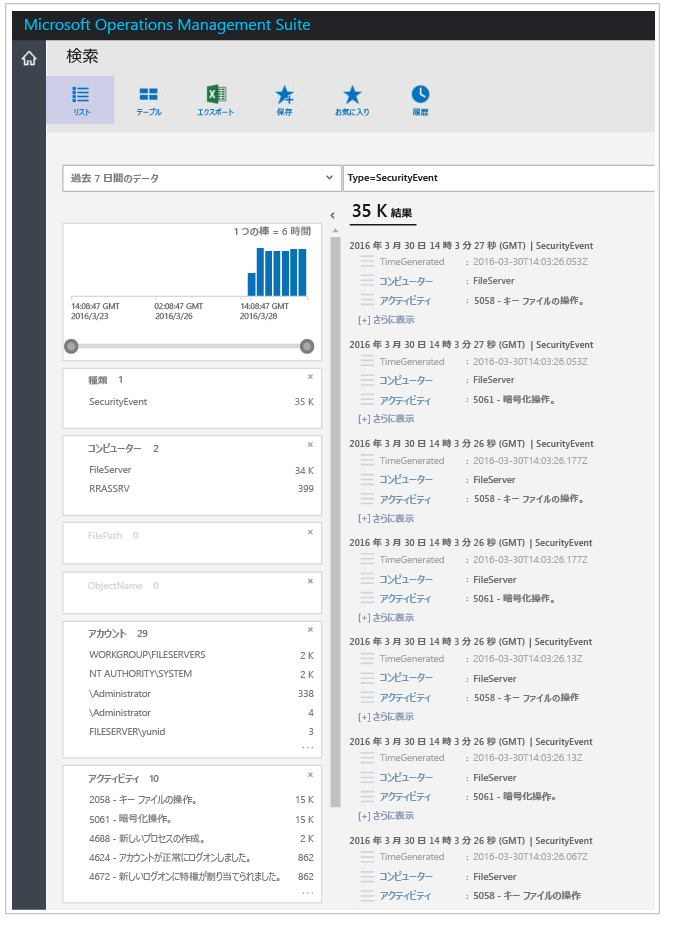 Microsoft Operations Management Suite
検索
リスト
テーブル
エクスポート
保存
お気に入り
履歴
過去 7 日間のデータ
Type=SecurityEvent
1つの棒 = 6 時間
14:08:47 GMT 02:08:47 GMT 14:08:47 GMT
2016/3/23 2016/3/26 2016/3/28
種類 1 ×
SecurityEvent 35 K
コンピューター 2 ×
FileServer 34 K
RRASSRV 399
FilePath 0 ×
ObjectName 0 ×
アカウント 29 ×
WORKGROUP\FILESERVERS 2 K
NT AUTHORITY\SYSTEM 2 K
\Administrator 338
\Administrator 4
FILESERVER\yunid 3
...
アクティビティ 10 ×
2058 - キー ファイルの操作。 15 K
5061 - 暗号化操作。 15 K
4688 - 新しいプロセスの作成。 2 K
4624 - アカウントが正常にログオンしました。 862
4672 - 新しいログオンに特権が割り当てられました。 862
...
35 K 結果
2016 年 3 月 30 日 14 時 3 分 27 秒 (GMT) | SecurityEvent
TimeGenerated : 2016-03-30T14:03:26.053Z
コンピューター : FileServer
アクティビティ : 5058 - キー ファイルの操作。
[+] さらに表示
2016 年 3 月 30 日 14 時 3 分 27 秒 (GMT) | SecurityEvent
TimeGenerated : 2016-03-30T14:03:26.053Z
コンピューター : FileServer
アクティビティ : 5061 - 暗号化操作。
[+] さらに表示
2016 年 3 月 30 日 14 時 3 分 26 秒 (GMT) | SecurityEvent
TimeGenerated : 2016-03-30T14:03:26.177Z
コンピューター : FileServer
アクティビティ : 5058 - キー ファイルの操作。
[+] さらに表示
2016 年 3 月 30 日 14 時 3 分 26 秒 (GMT) | SecurityEvent
TimeGenerated : 2016-03-30T14:03:26.177Z
コンピューター : FileServer
アクティビティ : 5061 - 暗号化操作。
[+] さらに表示
2016 年 3 月 30 日 14 時 3 分 26 秒 (GMT) | SecurityEvent
TimeGenerated : 2016-03-30T14:03:26.13Z
コンピューター : FileServer
アクティビティ : 5058 - キー ファイルの操作
[+] さらに表示
2016 年 3 月 30 日 14 時 3 分 26 秒 (GMT) | SecurityEvent
TimeGenerated : 2016-03-30T14:03:26.13Z
コンピューター : FileServer
アクティビティ : 5061 - 暗号化操作。
[+] さらに表示
2016 年 3 月 30 日 14 時 3 分 26 秒 (GMT) | SecurityEvent
TimeGenerated : 2016-03-30T14:03:26.067Z
コンピューター : FileServer
アクティビティ : 5058 - キー ファイルの操作